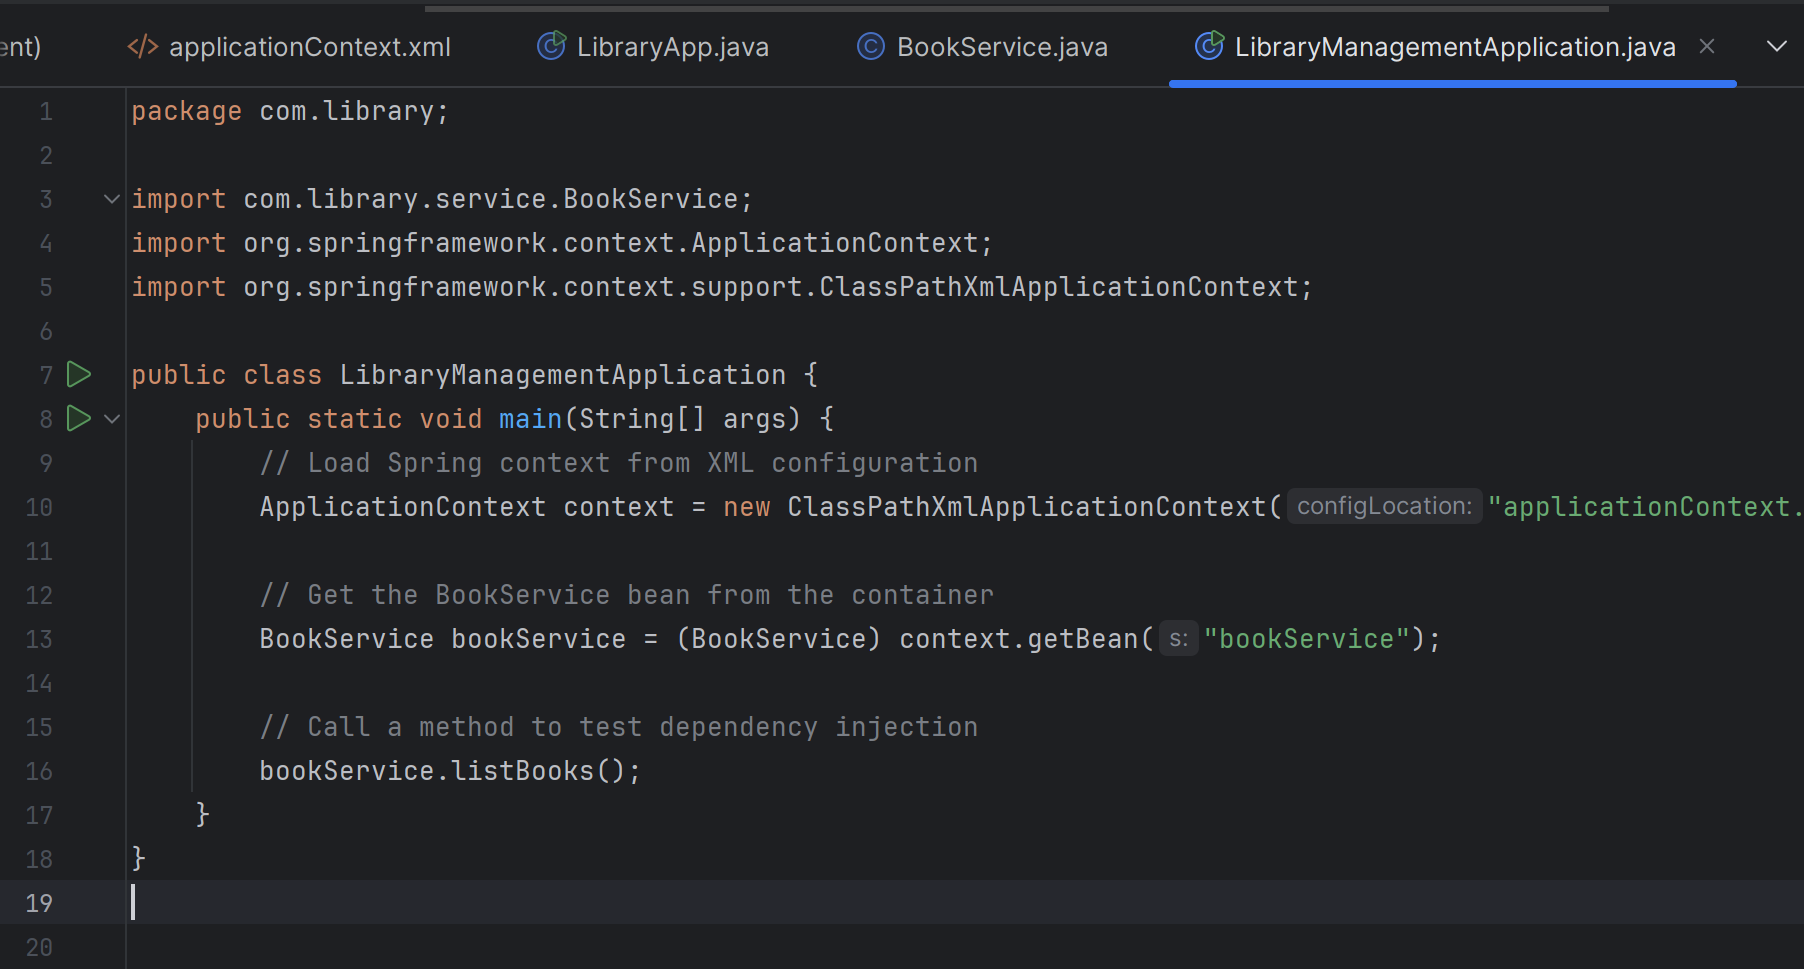 ent)
</> applicationContext.xml
LibraryApp.java
BookService.java
LibraryManagementApplication.java
1 package com.library;
2
3 import com.library.service.BookService;
4 import org.springframework.context.ApplicationContext;
5 import org.springframework.context.support.ClassPathXmlApplicationContext;
6
7 public class LibraryManagementApplication {
8 public static void main(String[] args) {
9 // Load Spring context from XML configuration
10 ApplicationContext context = new ClassPathXmlApplicationContext( configLocation: "applicationContext.
11
12 // Get the BookService bean from the container
13 BookService bookService = (BookService) context.getBean( s: "bookService");
14
15 // Call a method to test dependency injection
16 bookService.listBooks();
17 }
18 }
19
20